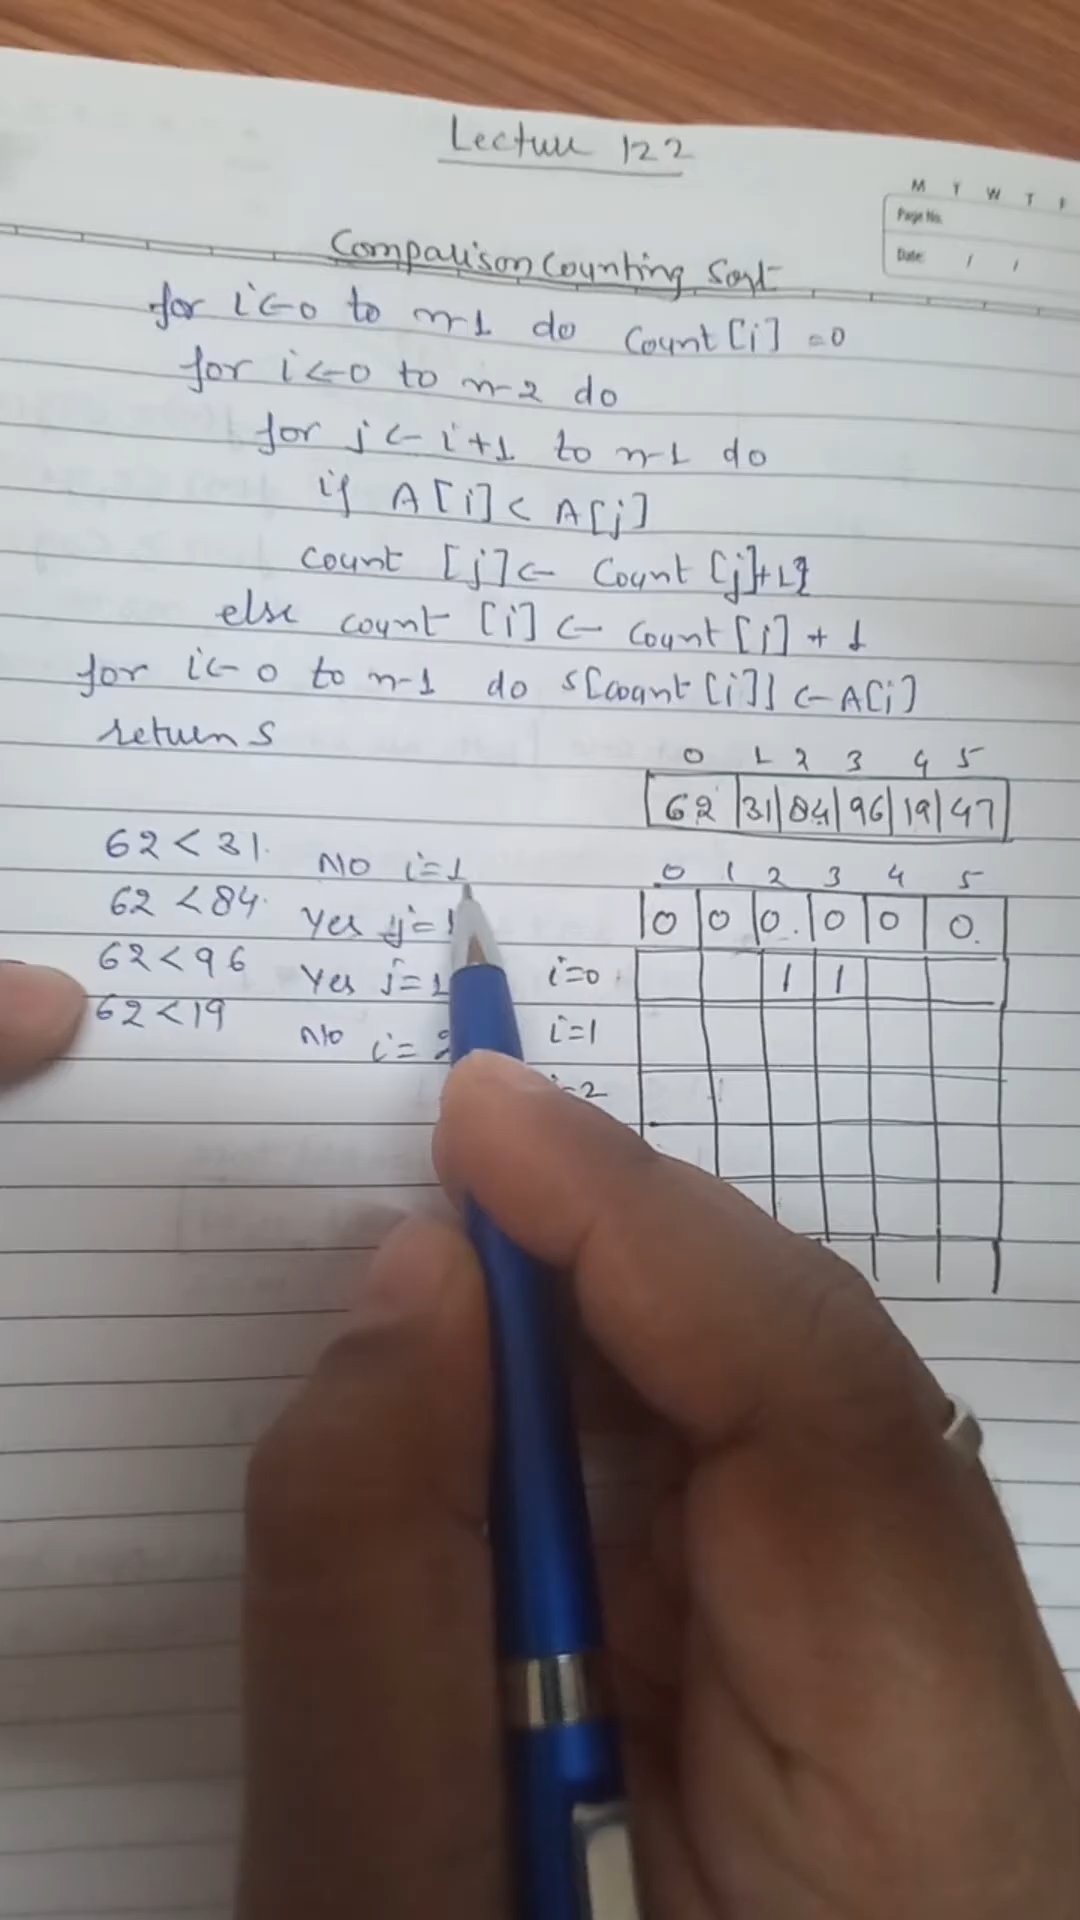 Lecture 122
M T W T F
Page No.
Date: / /
Comparison Counting Sort
for i<-0 to n-1 do Count[i] =0
for i<-0 to n-2 do
for j<- i+1 to n-1 do
if A[i] < A[j]
count [j]<- Count [j]+1}
else count [i] <- count[i] + 1
for i<-0 to n-1 do S[count[i]] <- A[i]
return S
0 1 2 3 4 5
62 31 84 96 19 47
62<31. No i=1
62<84. Yes j=1
62<96 Yes j=1
62<19 No i=2
0 1 2 3 4 5
0 0 0. 0 0 0.
i=0 1 1
i=1